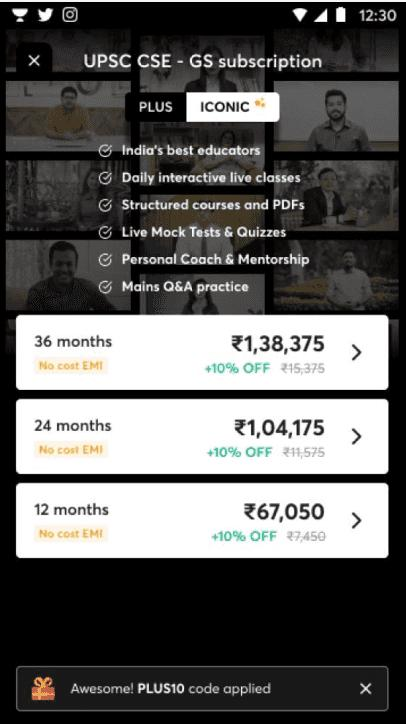 12:30
UPSC CSE - GS subscription
PLUS ICONIC
India's best educators
Daily interactive live classes
Structured courses and PDFs
Live Mock Tests & Quizzes
Personal Coach & Mentorship
Mains Q&A practice
36 months ₹1,38,375
No cost EMI +10% OFF ₹15,375
24 months ₹1,04,175
No cost EMI +10% OFF ₹11,575
12 months ₹67,050
No cost EMI +10% OFF ₹7,450
Awesome! PLUS10 code applied